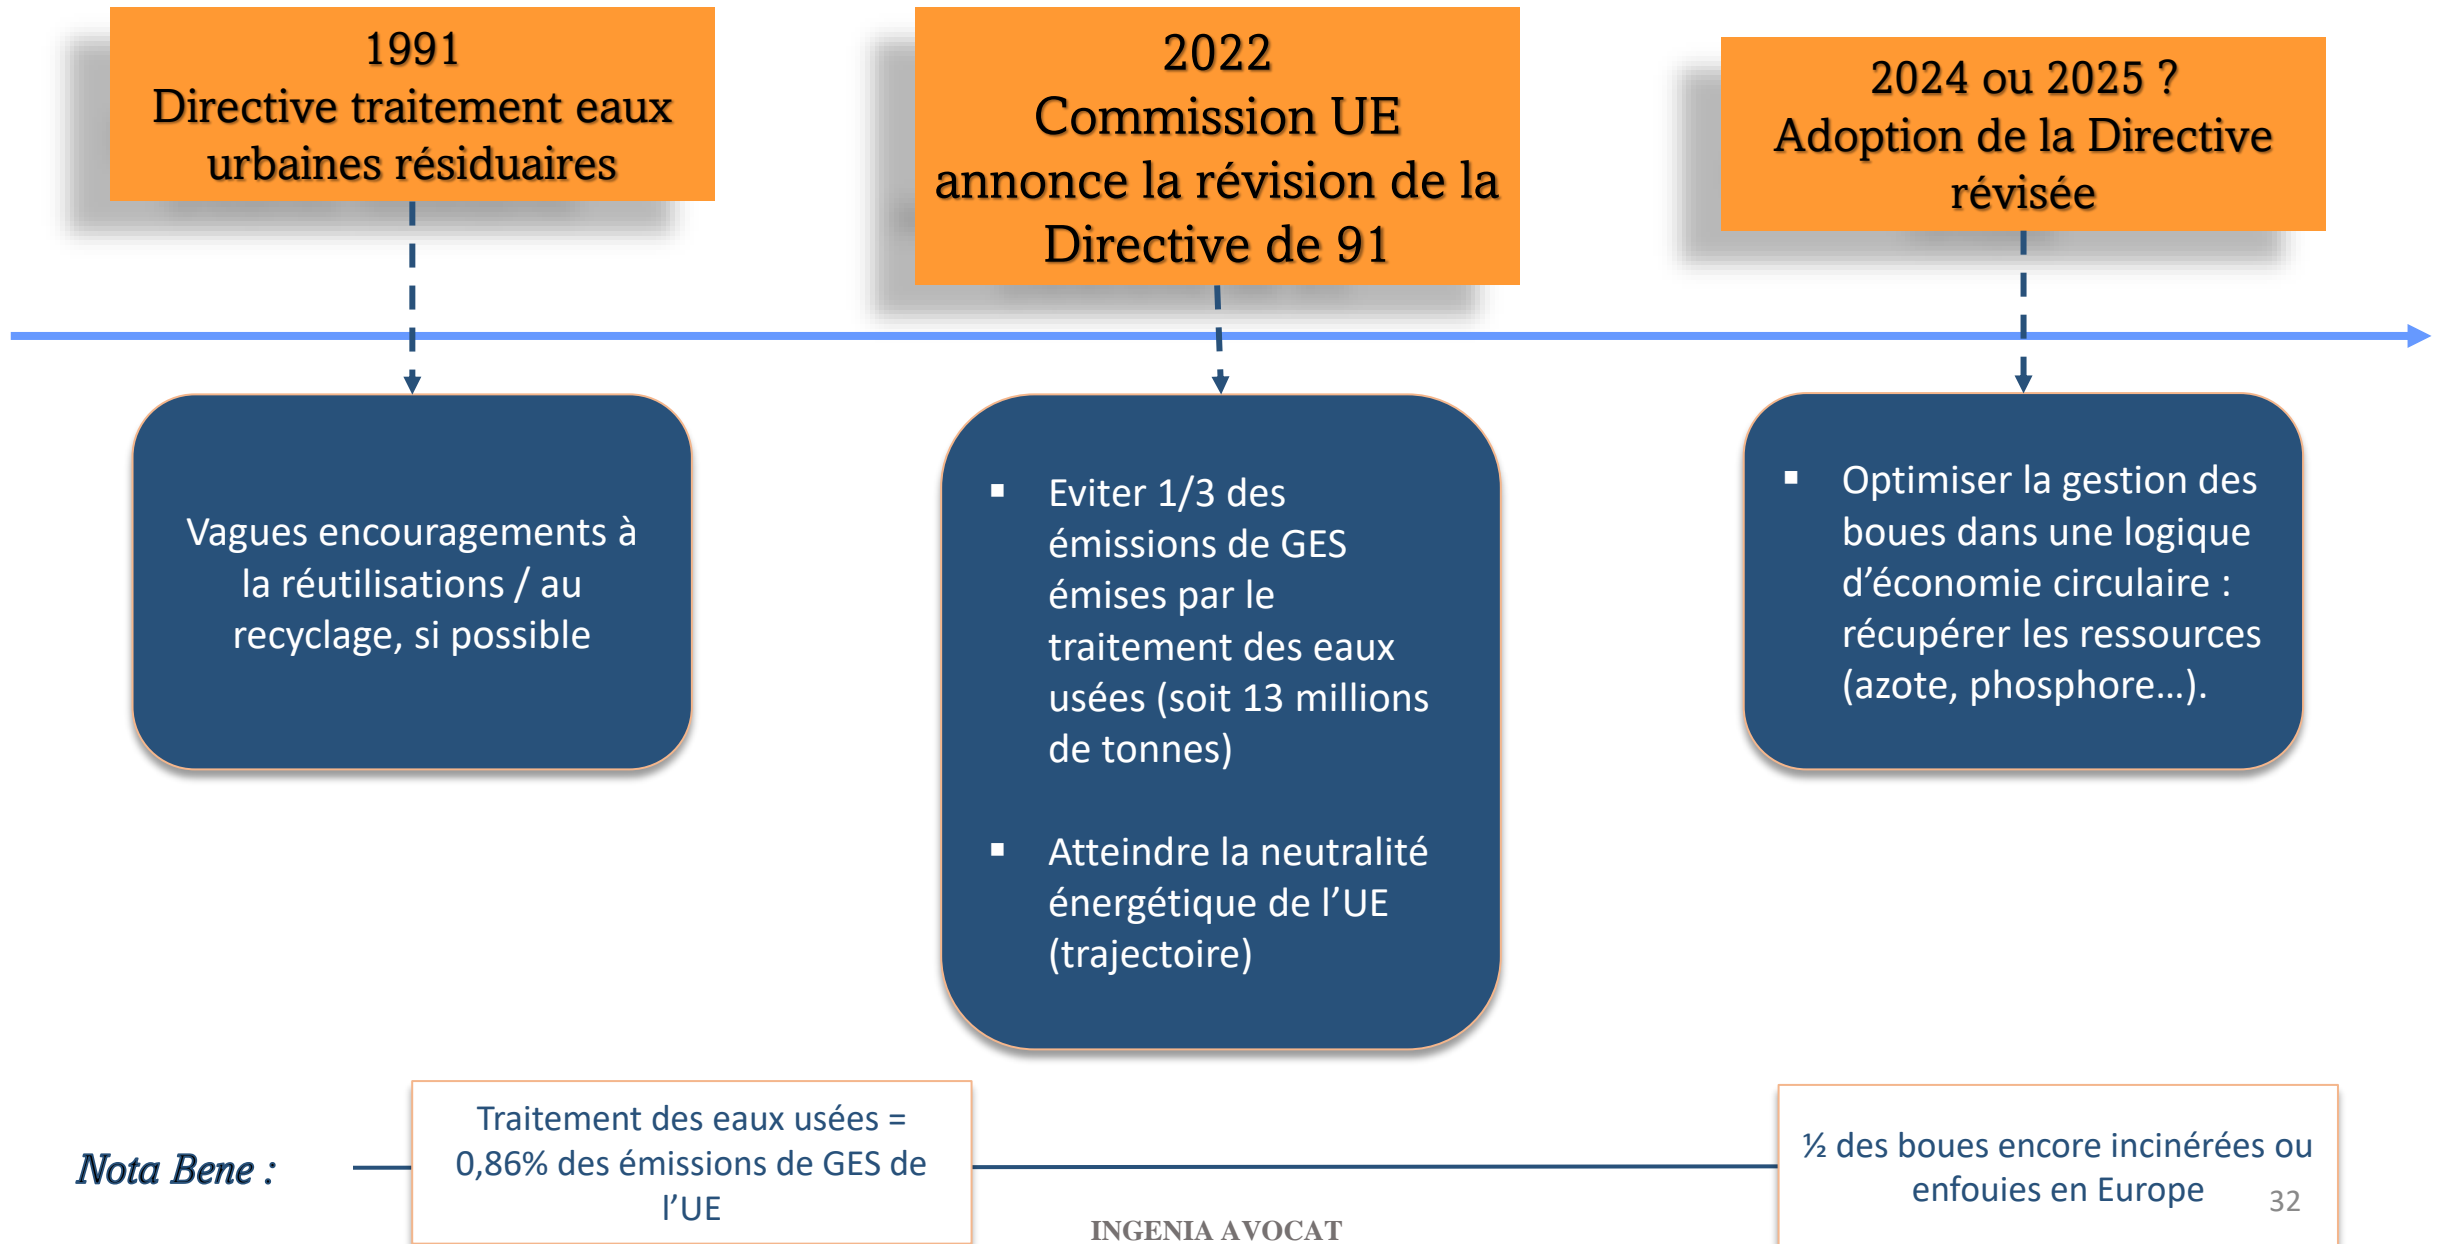 1991
Directive traitement eaux
urbaines résiduaires
2022
Commission UE
annonce la révision de la
Directive de 91
2024 ou 2025 ?
Adoption de la Directive
révisée
Vagues encouragements à
la réutilisations / au
recyclage, si possible
▪ Eviter 1/3 des
émissions de GES
émises par le
traitement des eaux
usées (soit 13 millions
de tonnes)
▪ Atteindre la neutralité
énergétique de l’UE
(trajectoire)
▪ Optimiser la gestion des
boues dans une logique
d’économie circulaire :
récupérer les ressources
(azote, phosphore…).
Nota Bene :
Traitement des eaux usées =
0,86% des émissions de GES de
l’UE
½ des boues encore incinérées ou
enfouies en Europe
32
INGENIA AVOCAT